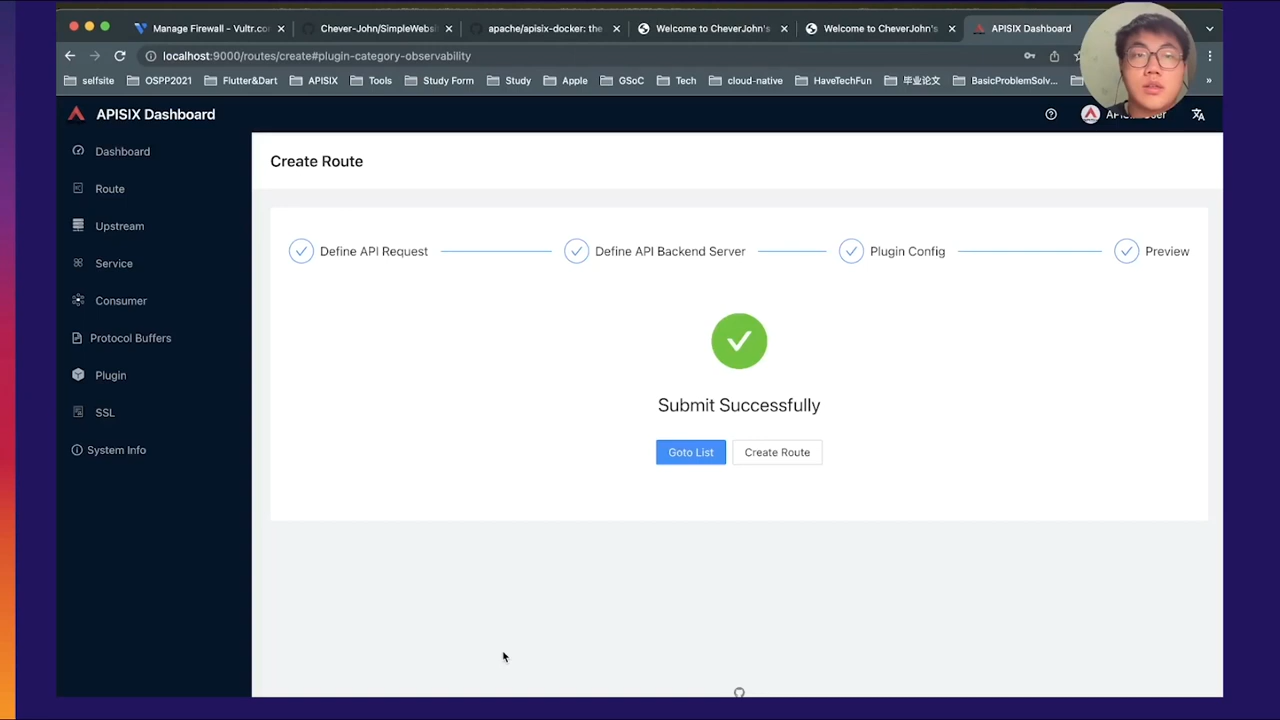 Manage Firewall - Vultr.c
Chever-John/SimpleWebsi
apache/apisix-docker: the
Welcome to CheverJohn's
Welcome to CheverJohn's
APISIX Dashboard
localhost:9000/routes/create#plugin-category-observability
selfsite
OSPP2021
Flutter&Dart
APISIX
Tools
Study Form
Study
Apple
GSoC
Tech
cloud-native
HaveTechFun
毕业论文
BasicProblemSolv...
APISIX Dashboard
Dashboard
Route
Upstream
Service
Consumer
Protocol Buffers
Plugin
SSL
System Info
Create Route
Define API Request
Define API Backend Server
Plugin Config
Preview
Submit Successfully
Goto List
Create Route